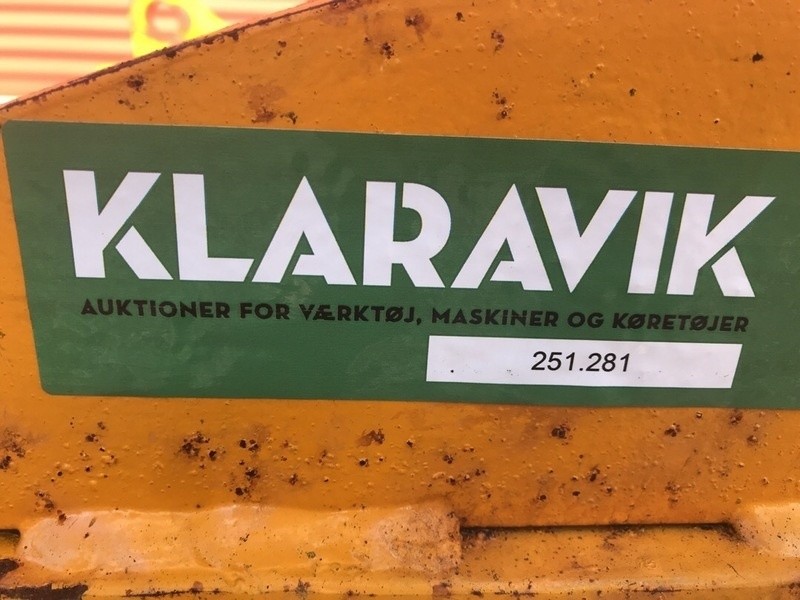 KLARAVIK
AUKTIONER FOR VÆRKTØJ, MASKINER OG KØRETØJER
251.281